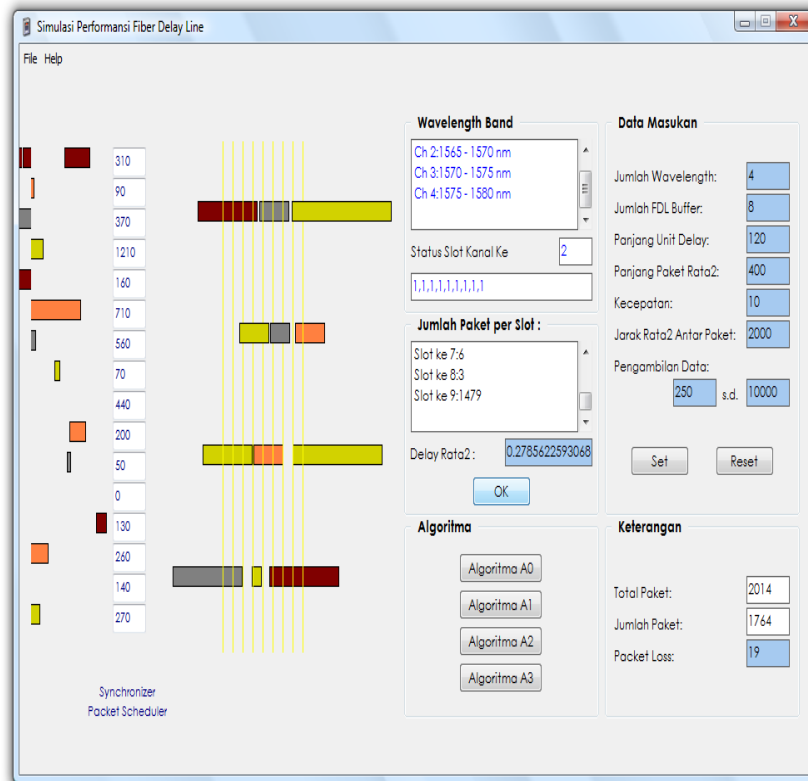 Simulasi Performansi Fiber Delay Line
File Help
310
90
370
1210
160
710
560
70
440
200
50
0
130
260
140
270
Synchronizer
Packet Scheduler
Wavelength Band
Ch 2:1565 - 1570 nm
Ch 3:1570 - 1575 nm
Ch 4:1575 - 1580 nm
Status Slot Kanal Ke 2
1,1,1,1,1,1,1,1,1
Jumlah Paket per Slot :
Slot ke 7:6
Slot ke 8:3
Slot ke 9:1479
Delay Rata2 : 0.2785622593068
OK
Algoritma
Algoritma A0
Algoritma A1
Algoritma A2
Algoritma A3
Data Masukan
Jumlah Wavelength: 4
Jumlah FDL Buffer: 8
Panjang Unit Delay: 120
Panjang Paket Rata2: 400
Kecepatan: 10
Jarak Rata2 Antar Paket: 2000
Pengambilan Data:
250 s.d. 10000
Set Reset
Keterangan
Total Paket: 2014
Jumlah Paket: 1764
Packet Loss: 19